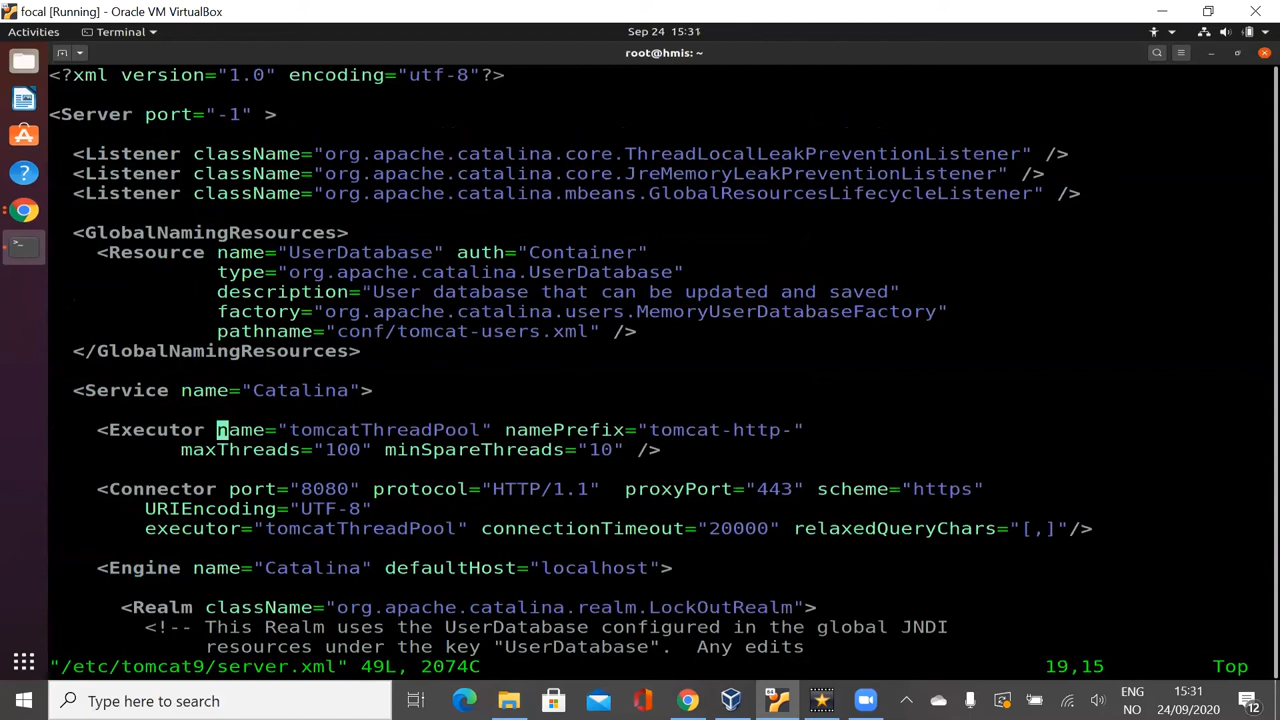 focal [Running] - Oracle VM VirtualBox
Activities Terminal Sep 24 15:31
root@hmis: ~
<?xml version="1.0" encoding="utf-8"?>
<Server port="-1" >
<Listener className="org.apache.catalina.core.ThreadLocalLeakPreventionListener" />
<Listener className="org.apache.catalina.core.JreMemoryLeakPreventionListener" />
<Listener className="org.apache.catalina.mbeans.GlobalResourcesLifecycleListener" />
<GlobalNamingResources>
<Resource name="UserDatabase" auth="Container"
type="org.apache.catalina.UserDatabase"
description="User database that can be updated and saved"
factory="org.apache.catalina.users.MemoryUserDatabaseFactory"
pathname="conf/tomcat-users.xml" />
</GlobalNamingResources>
<Service name="Catalina">
<Executor name="tomcatThreadPool" namePrefix="tomcat-http-"
maxThreads="100" minSpareThreads="10" />
<Connector port="8080" protocol="HTTP/1.1" proxyPort="443" scheme="https"
URIEncoding="UTF-8"
executor="tomcatThreadPool" connectionTimeout="20000" relaxedQueryChars="[,]"/>
<Engine name="Catalina" defaultHost="localhost">
<Realm className="org.apache.catalina.realm.LockOutRealm">
<!-- This Realm uses the UserDatabase configured in the global JNDI
resources under the key "UserDatabase". Any edits
"/etc/tomcat9/server.xml" 49L, 2074C 19,15 Top
Type here to search
ENG 15:31
NO 24/09/2020 12